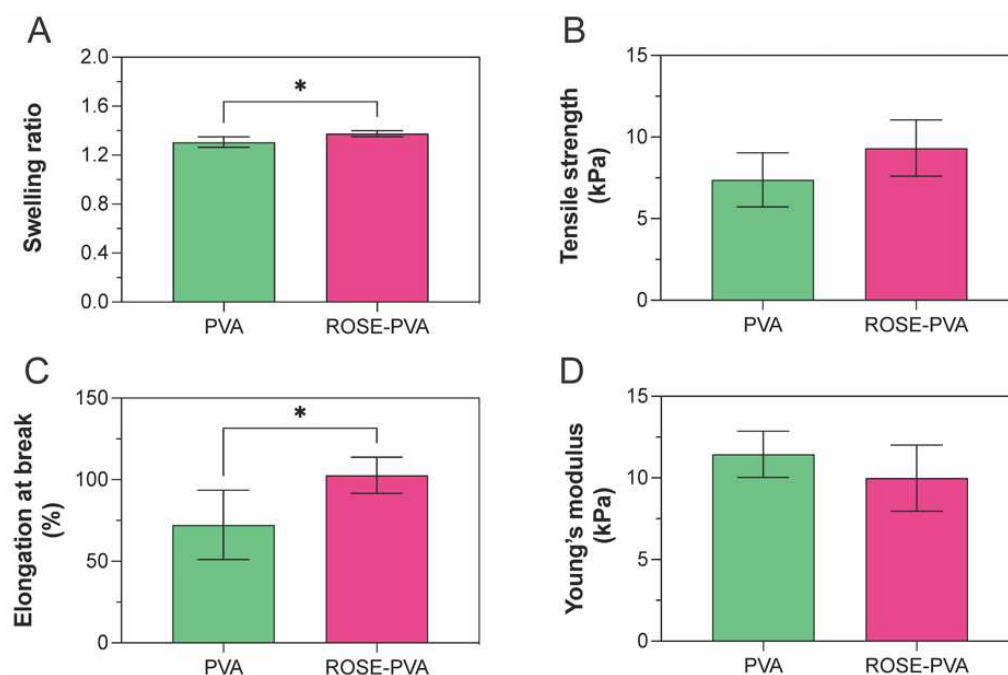 A
Swelling ratio
2.0
1.6
1.2
0.8
0.4
0.0
*
PVA ROSE-PVA
B
Tensile strength
(kPa)
15
10
5
0
PVA ROSE-PVA
C
Elongation at break
(%)
150
100
50
0
*
PVA ROSE-PVA
D
Young's modulus
(kPa)
15
10
5
0
PVA ROSE-PVA